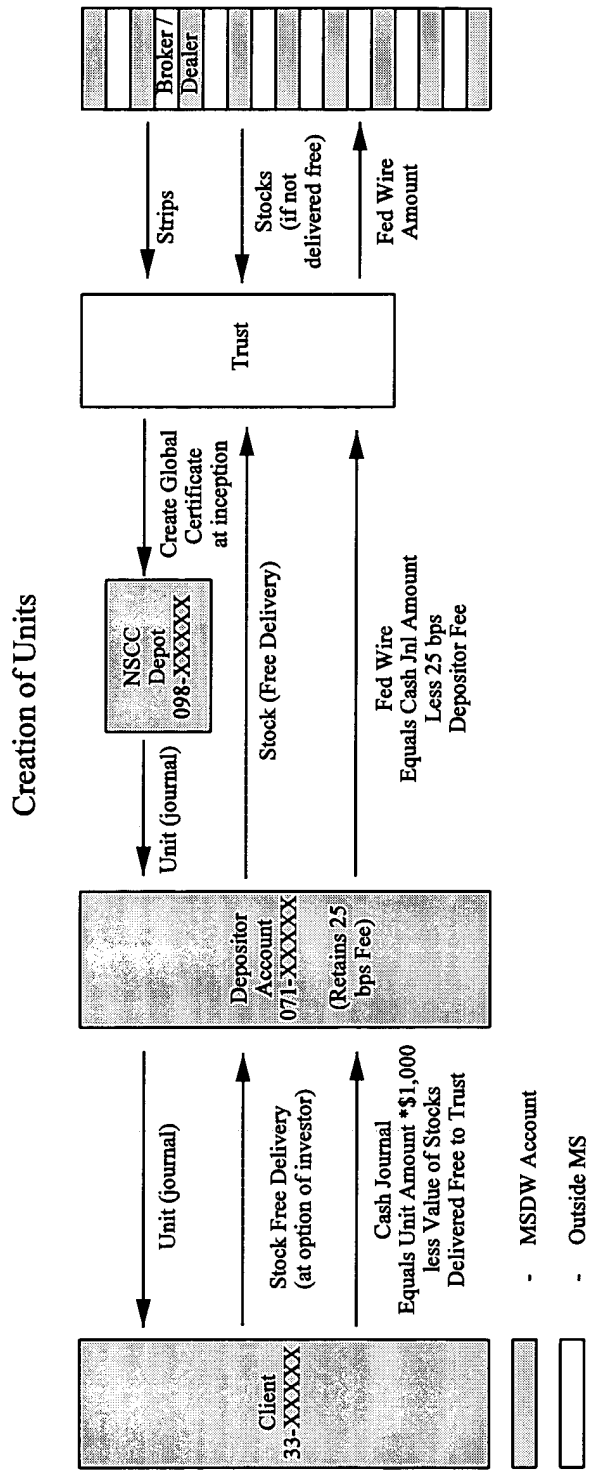 Creation of Units
Client
33-XXXXX
Unit (journal)
Stock Free Delivery
(at option of investor)
Cash Journal
Equals Unit Amount *$1,000
less Value of Stocks
Delivered Free to Trust
Depositor
Account
071-XXXXX
(Retains 25
bps Fee)
Unit (journal)
NSCC
Depot
098-XXXXX
Create Global
Certificate
at inception
Stock (Free Delivery)
Fed Wire
Equals Cash Jnl Amount
Less 25 bps
Depositor Fee
Trust
Strips
Stocks
(if not
delivered free)
Fed Wire
Amount
Broker /
Dealer
- MSDW Account
- Outside MS